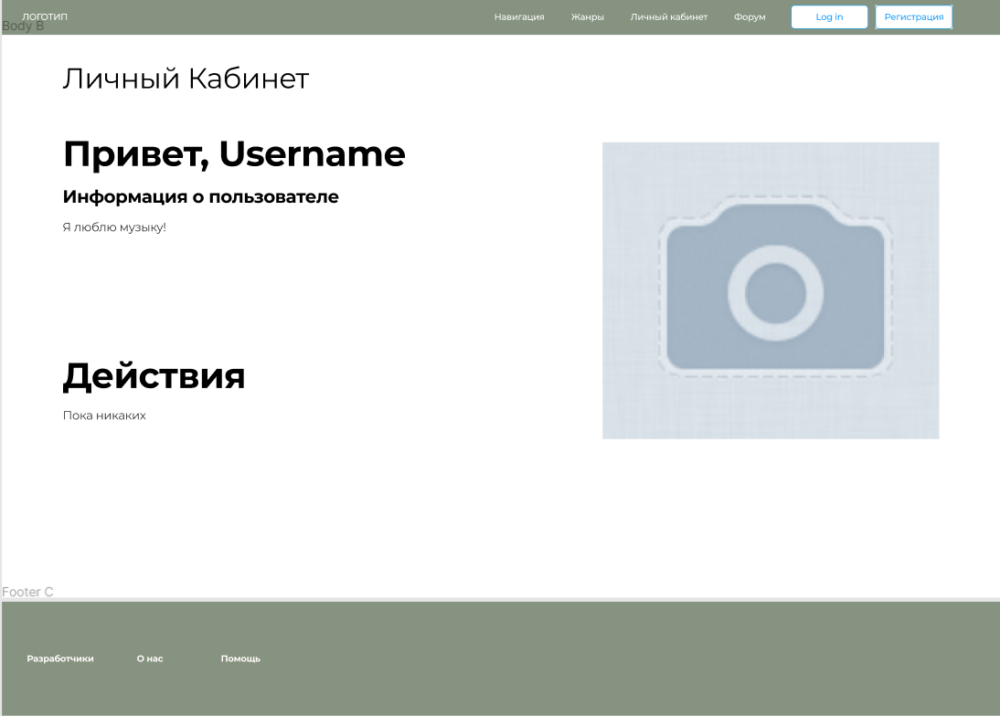 ЛОГОТИП
Навигация
Жанры
Личный кабинет
Форум
Log in
Регистрация
Body B
Личный Кабинет
Привет, Username
Информация о пользователе
Я люблю музыку!
Действия
Пока никаких
Footer C
Разработчики
О нас
Помощь